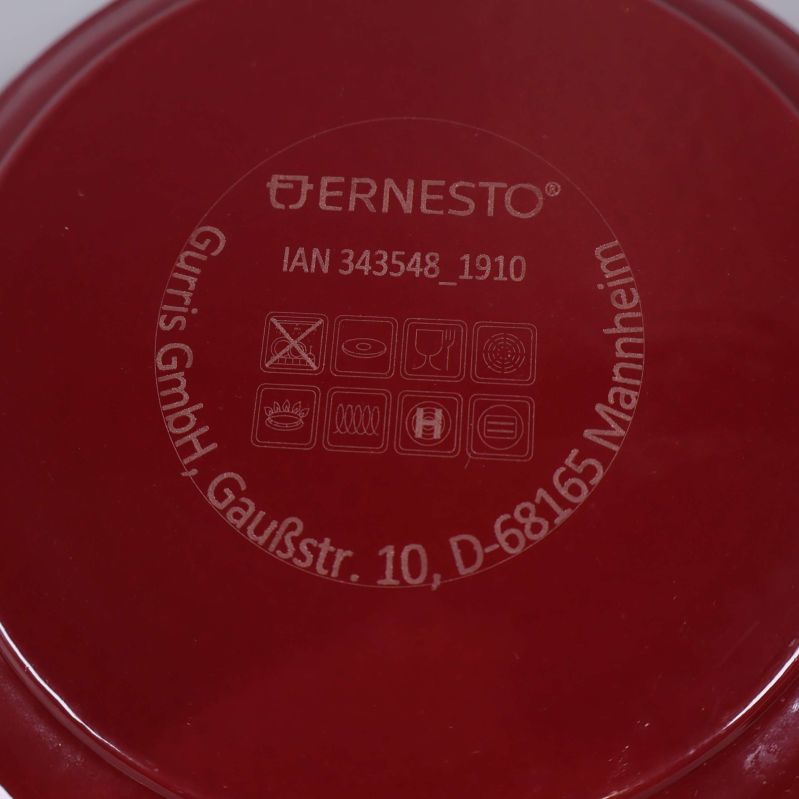 ERNESTO®
IAN 343548_1910
H
Gurris GmbH, Gaußstr. 10, D-68165 Mannheim